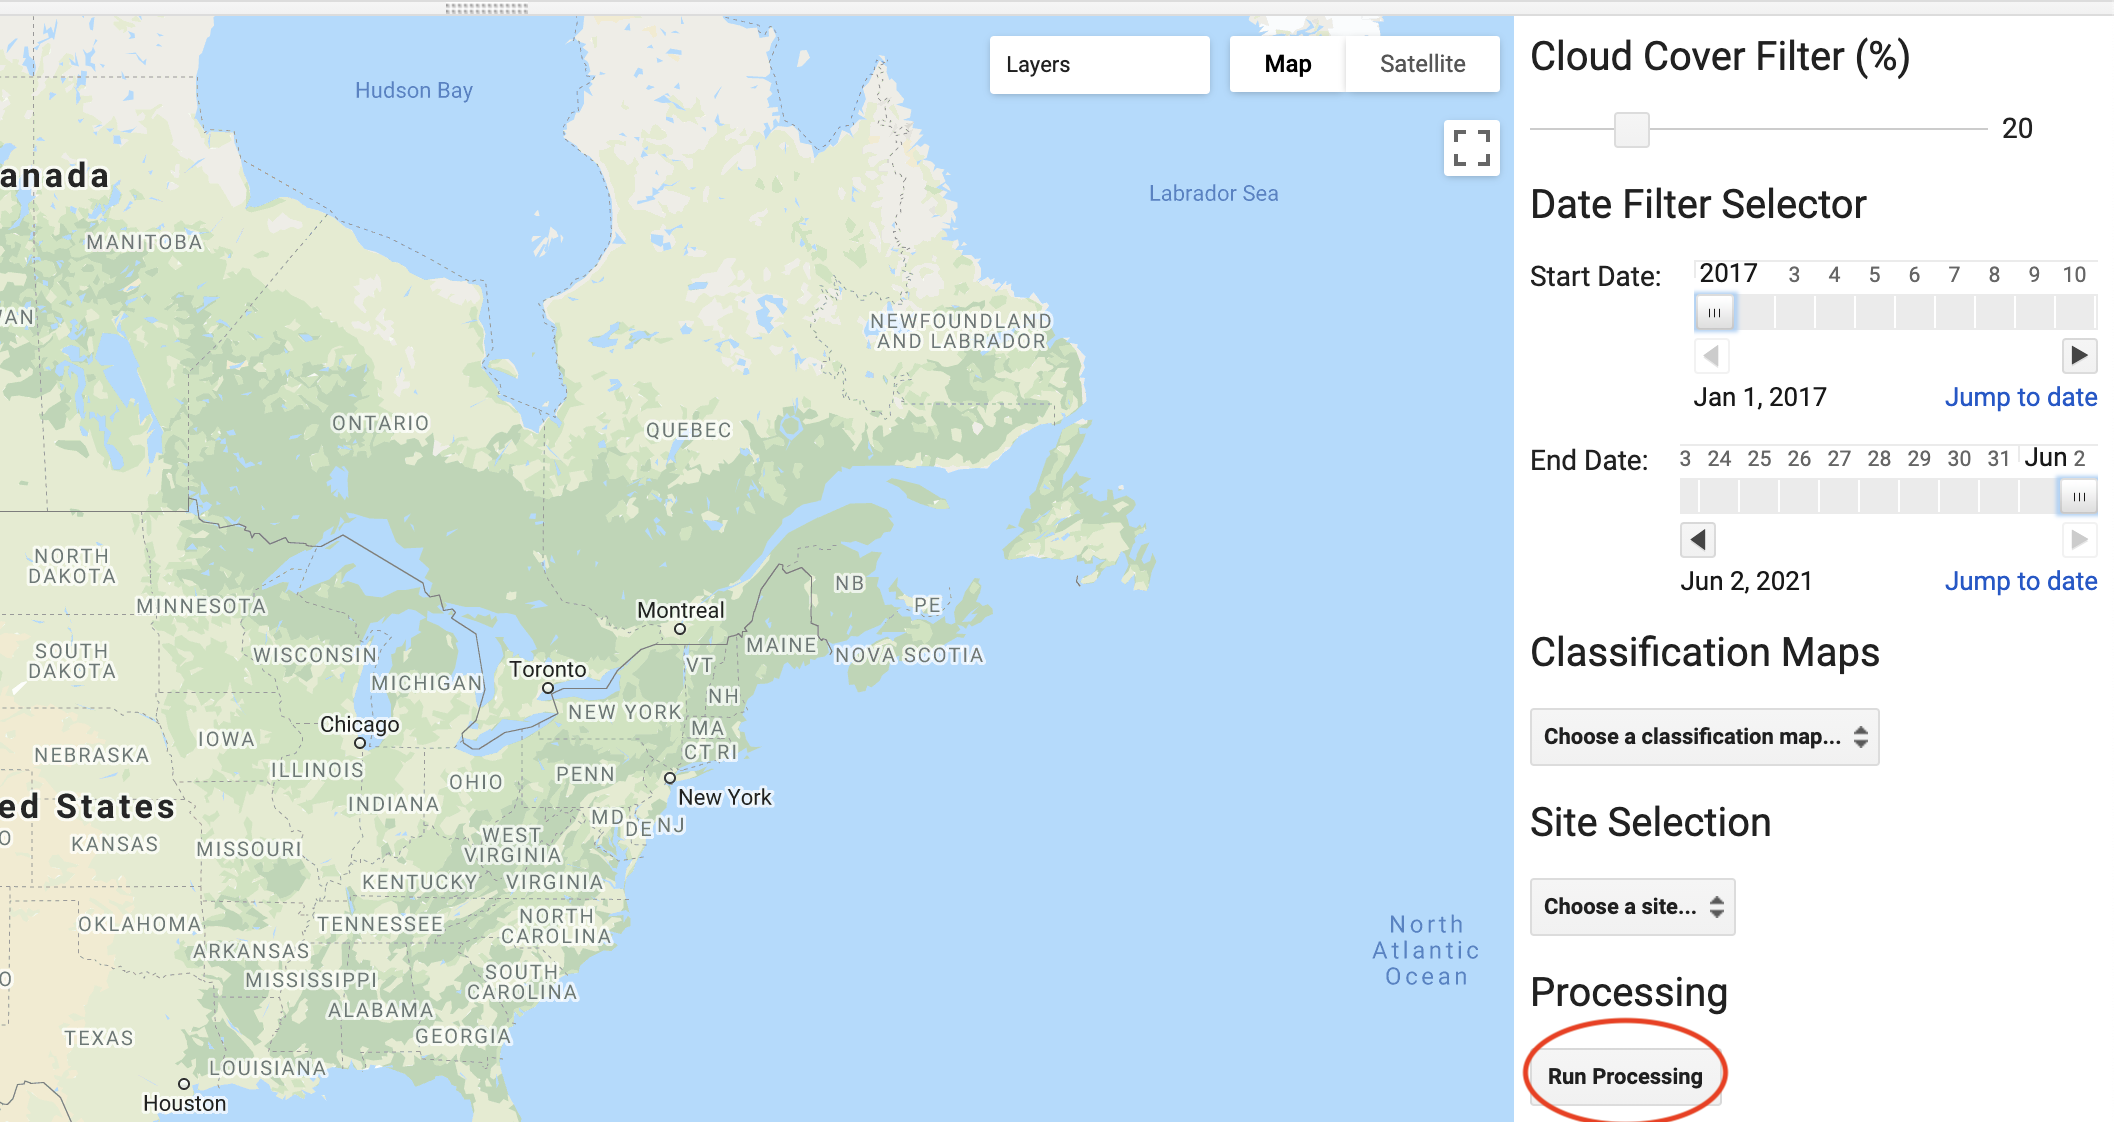 Hudson Bay
Layers
Map
Satellite
anada
Labrador Sea
MANITOBA
AN
NEWFOUNDLAND
AND LABRADOR
ONTARIO
QUEBEC
NORTH
DAKOTA
MINNESOTA
NB
PE
Montreal
SOUTH
DAKOTA
WISCONSIN
MICHIGAN
Toronto
VT
MAINE
NOVA SCOTIA
NH
NEW YORK
MA
CT RI
Chicago
IOWA
NEBRASKA
ILLINOIS
OHIO
PENN
New York
INDIANA
ed States
MD
DE
NJ
O
KANSAS
MISSOURI
WEST
VIRGINIA
KENTUCKY
VIRGINIA
OKLAHOMA
TENNESSEE
NORTH
CAROLINA
ARKANSAS
North
Atlantic
Ocean
O
MISSISSIPPI
SOUTH
CAROLINA
ALABAMA
TEXAS
GEORGIA
LOUISIANA
Houston
Cloud Cover Filter (%)
20
Date Filter Selector
Start Date:
2017 3 4 5 6 7 8 9 10
Jan 1, 2017
Jump to date
End Date:
3 24 25 26 27 28 29 30 31 Jun 2
Jun 2, 2021
Jump to date
Classification Maps
Choose a classification map...
Site Selection
Choose a site...
Processing
Run Processing